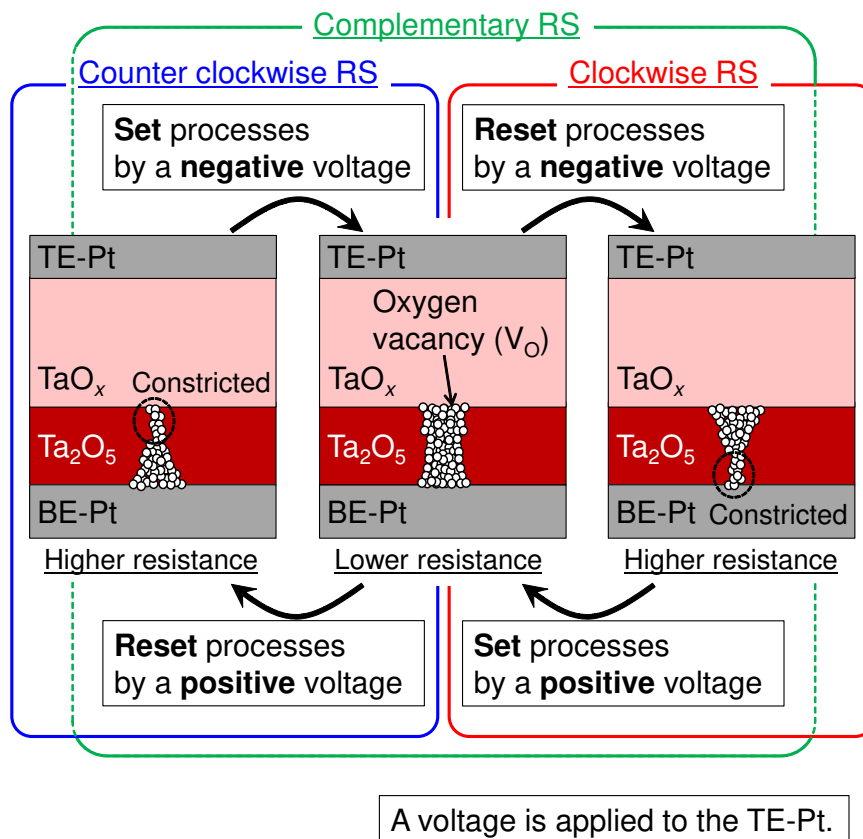 Complementary RS
Counter clockwise RS
Clockwise RS
Set processes
by a negative voltage
Reset processes
by a negative voltage
TE-Pt
TaOₓ
Constricted
Ta₂O₅
BE-Pt
Higher resistance
TE-Pt
Oxygen
vacancy (V_O)
TaOₓ
Ta₂O₅
BE-Pt
Lower resistance
TE-Pt
TaOₓ
Ta₂O₅
BE-Pt
Constricted
Higher resistance
Reset processes
by a positive voltage
Set processes
by a positive voltage
A voltage is applied to the TE-Pt.